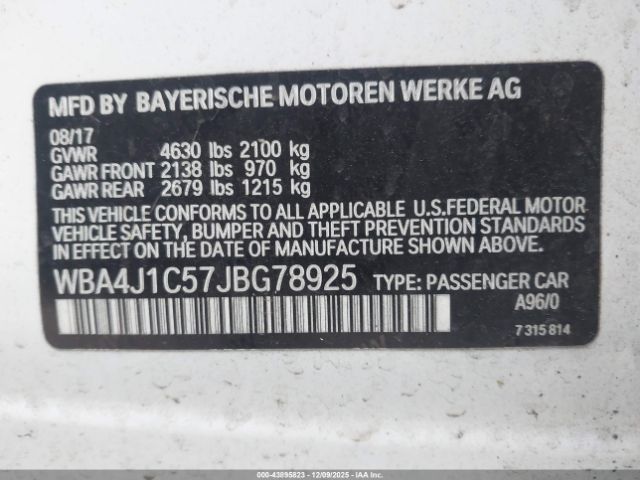 MFD BY BAYERISCHE MOTOREN WERKE AG
08/17
GVWR 4630 lbs 2100 kg
GAWR FRONT 2138 lbs 970 kg
GAWR REAR 2679 lbs 1215 kg
THIS VEHICLE CONFORMS TO ALL APPLICABLE U.S.FEDERAL MOTOR
VEHICLE SAFETY, BUMPER AND THEFT PREVENTION STANDARDS
IN EFFECT ON THE DATE OF MANUFACTURE SHOWN ABOVE.
WBA4J1C57JBG78925 TYPE: PASSENGER CAR
A96/0
7 315 814
000-43895823 - 12/09/2025 - IAAI.COM